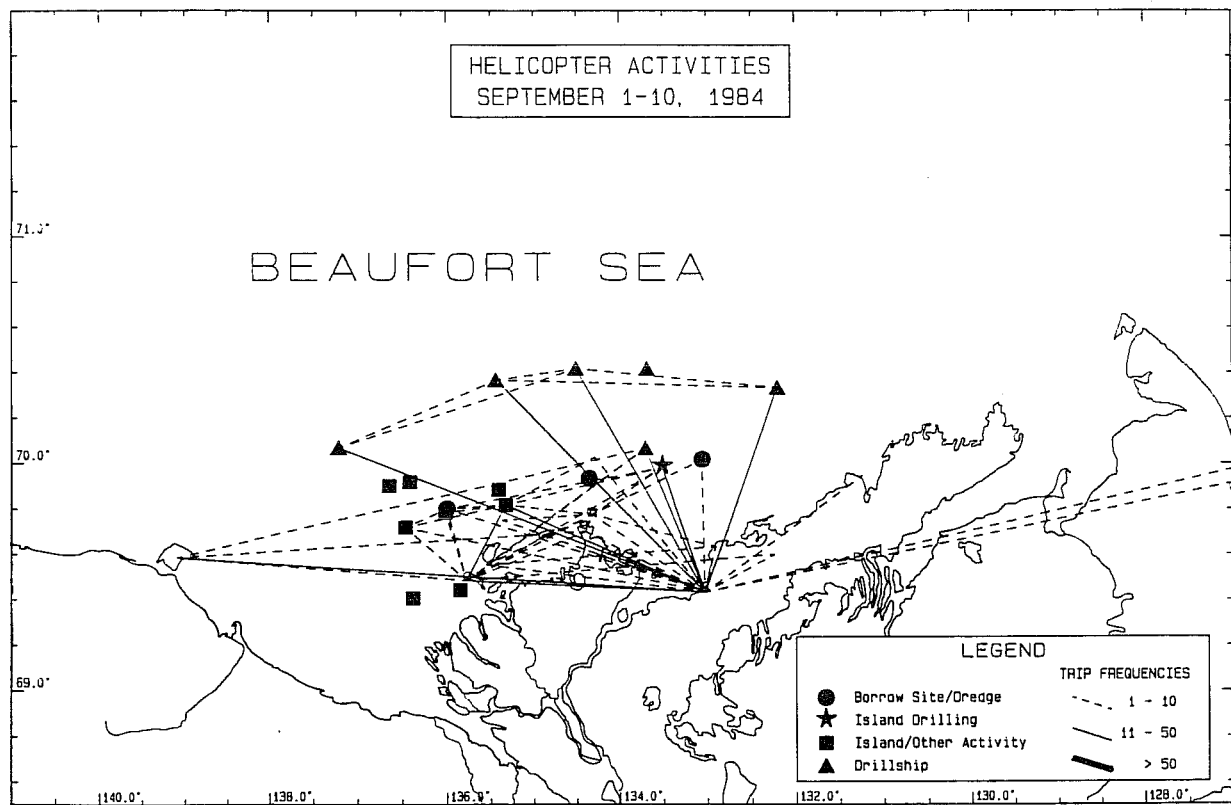 HELICOPTER ACTIVITIES
SEPTEMBER 1-10, 1984
71.0°
BEAUFORT SEA
70.0°
69.0°
LEGEND
TRIP FREQUENCIES
Borrow Site/Dredge
1 - 10
Island Drilling
11 - 50
Island/Other Activity
> 50
Drillship
140.0° 138.0° 136.0° 134.0° 132.0° 130.0° 128.0°